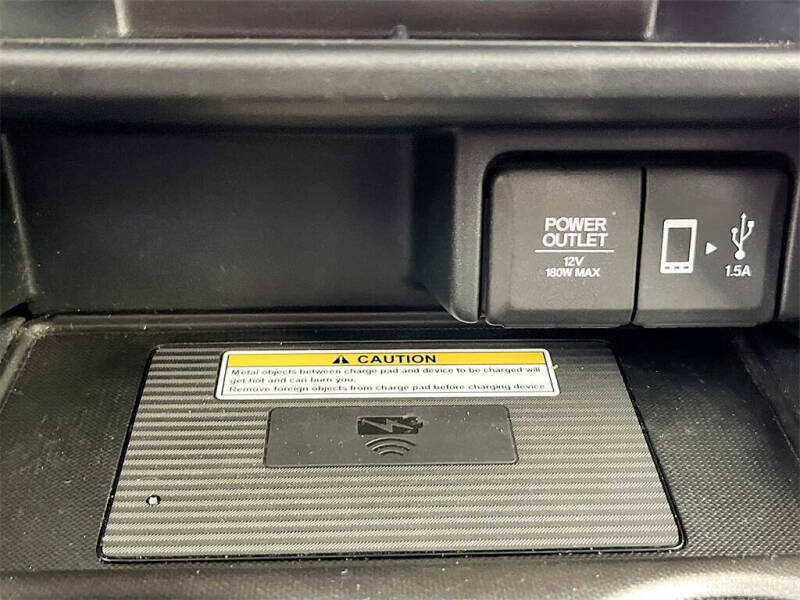 POWER
OUTLET
12V
180W MAX
1.5A
CAUTION
Metal objects between charge pad and device to be charged will
get hot and can burn you.
Remove foreign objects from charge pad before charging device.